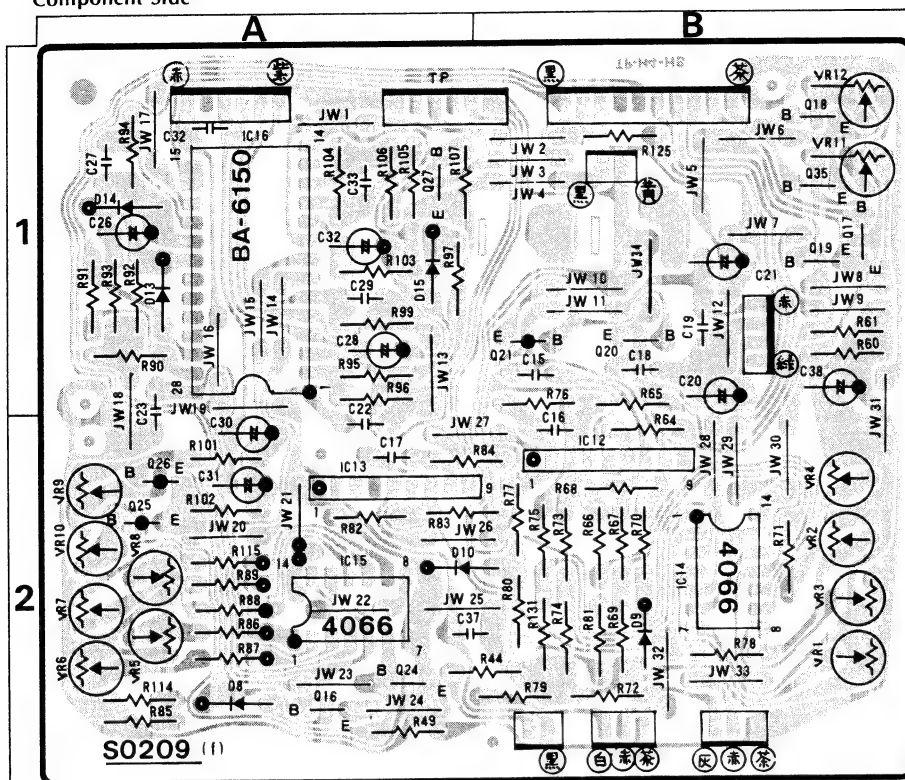 Component Side
A B
赤 茶 TP 黒 茶 VR12
TP-M4-M8
Q18
B
E
R94 JW17 C32 IC16 14 JW1 R125 JW6 VR11
15
C27 R104 C33 R106 R105 B Q27 R107 JW2 JW3 JW4 JW5 B Q35 E
黒
BA-6150
D14 E B
C26 C32 JW7 Q17
R103 D15 R97 JW34 B Q19 E
1
R91 R93 R92 D13 C29 JW10 JW11 C21 赤 JW8 E
JW15 JW14 R99 JW12 C19 JW9
JW16 C28 JW13 E B E B R61
R95 Q21 C15 Q20 C18 R60
R90 R96 R76 R65 C20 C38
28 1
JW18 C23 JW19 C22 C16 R64 JW31
C30 JW27 JW28 JW29 JW30
R101 C17 R84 IC12 VR4
B Q26 E C31 IC13 1 R68 9 14
VR9 R102 1 9 R77
Q25 JW21 R82 R83 R75 R73 R66 R67 R70 R71 VR2
B E JW20 JW26
VR10 VR8 R115 14 IC15 8 D10 IC14 4066
R89
2
R88 JW22 JW25 R80 VR3
VR7 R86 4066 C37 R131 R74 R81 R69 D9 7 8
R87 1 7 R78
VR6 VR5 JW23 B Q24 R44 JW32 JW33 VR1
R114 D8 E R79 R72
R85 B Q16 E JW24
R49
S0209 (f) 黒 白 赤 茶 灰 赤 茶